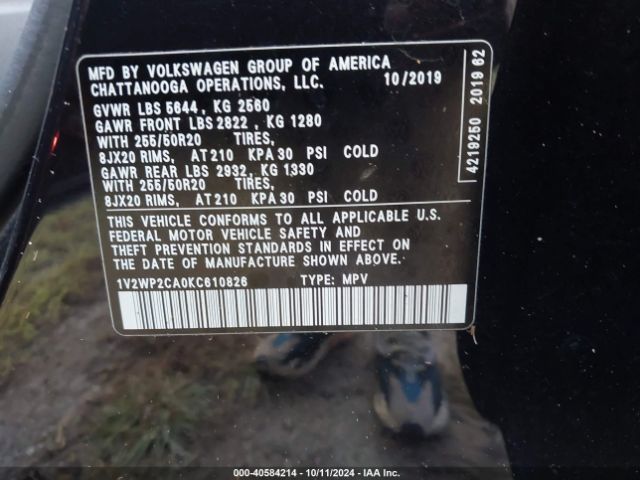 MFD BY VOLKSWAGEN GROUP OF AMERICA
CHATTANOOGA OPERATIONS, LLC. 10/2019
GVWR LBS 5644, KG 2560
GAWR FRONT LBS 2822, KG 1280
WITH 255/50R20 TIRES,
8JX20 RIMS, AT 210 KPA 30 PSI COLD
GAWR REAR LBS 2932, KG 1330
WITH 255/50R20 TIRES,
8JX20 RIMS, AT 210 KPA 30 PSI COLD
THIS VEHICLE CONFORMS TO ALL APPLICABLE U.S.
FEDERAL MOTOR VEHICLE SAFETY AND
THEFT PREVENTION STANDARDS IN EFFECT ON
THE DATE OF MANUFACTURE SHOWN ABOVE.
1V2WP2CA0KC610826 TYPE: MPV
4219250 2019 62
000-40584214 - 10/11/2024 - IAA Inc.